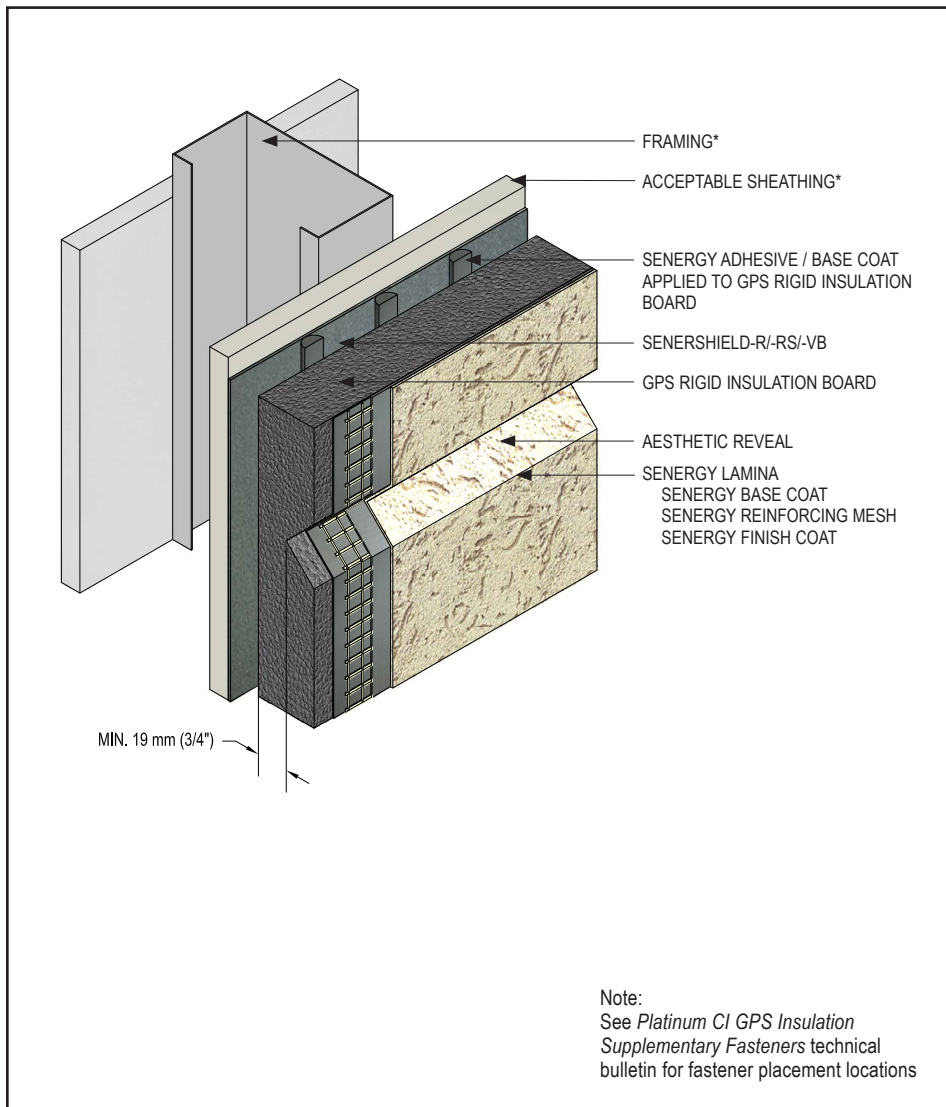 FRAMING*
ACCEPTABLE SHEATHING*
SENERGY ADHESIVE / BASE COAT
APPLIED TO GPS RIGID INSULATION
BOARD
SENERSHIELD-R/-RS/-VB
GPS RIGID INSULATION BOARD
AESTHETIC REVEAL
SENERGY LAMINA
SENERGY BASE COAT
SENERGY REINFORCING MESH
SENERGY FINISH COAT
MIN. 19 mm (3/4")
Note:
See Platinum CI GPS Insulation
Supplementary Fasteners technical
bulletin for fastener placement locations